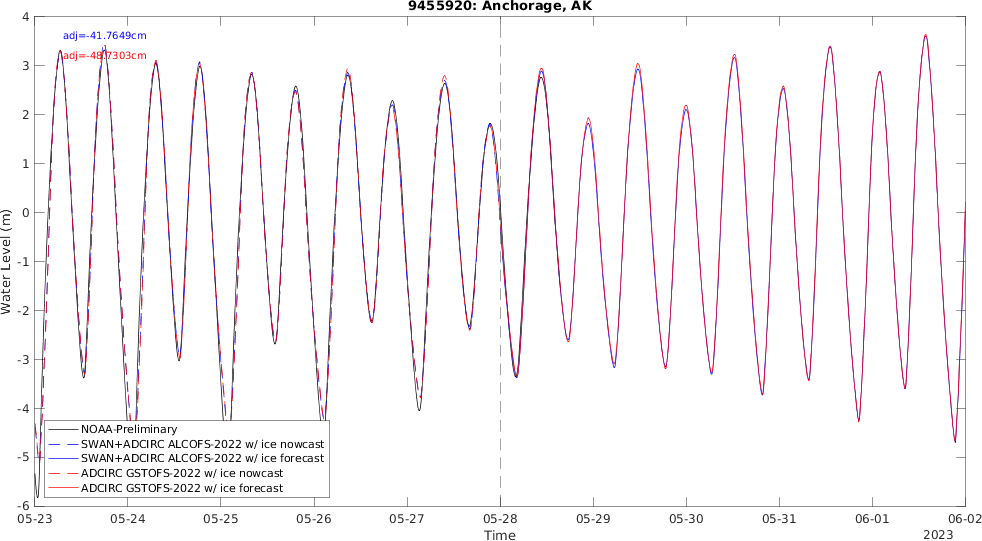 9455920: Anchorage, AK
adj=-41.7649cm
adj=-48.7303cm
4
3
2
1
0
-1
-2
-3
-4
-5
-6
Water Level (m)
NOAA-Preliminary
SWAN+ADCIRC ALCOFS-2022 w/ ice nowcast
SWAN+ADCIRC ALCOFS-2022 w/ ice forecast
ADCIRC GSTOFS-2022 w/ ice nowcast
ADCIRC GSTOFS-2022 w/ ice forecast
05-23 05-24 05-25 05-26 05-27 05-28 05-29 05-30 05-31 06-01 06-02
Time
2023